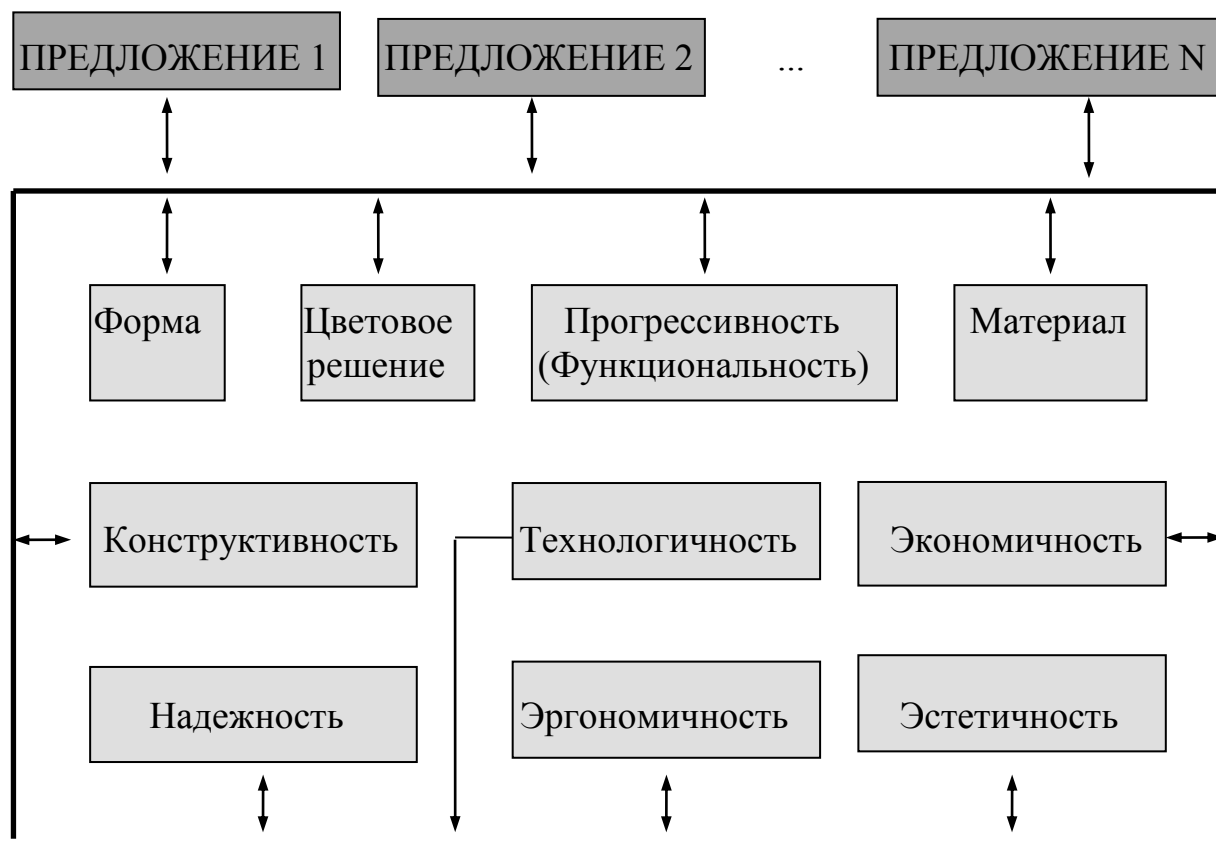 ПРЕДЛОЖЕНИЕ 1
ПРЕДЛОЖЕНИЕ 2
...
ПРЕДЛОЖЕНИЕ N
Форма
Цветовое
решение
Прогрессивность
(Функциональность)
Материал
Конструктивность
Технологичность
Экономичность
Надежность
Эргономичность
Эстетичность